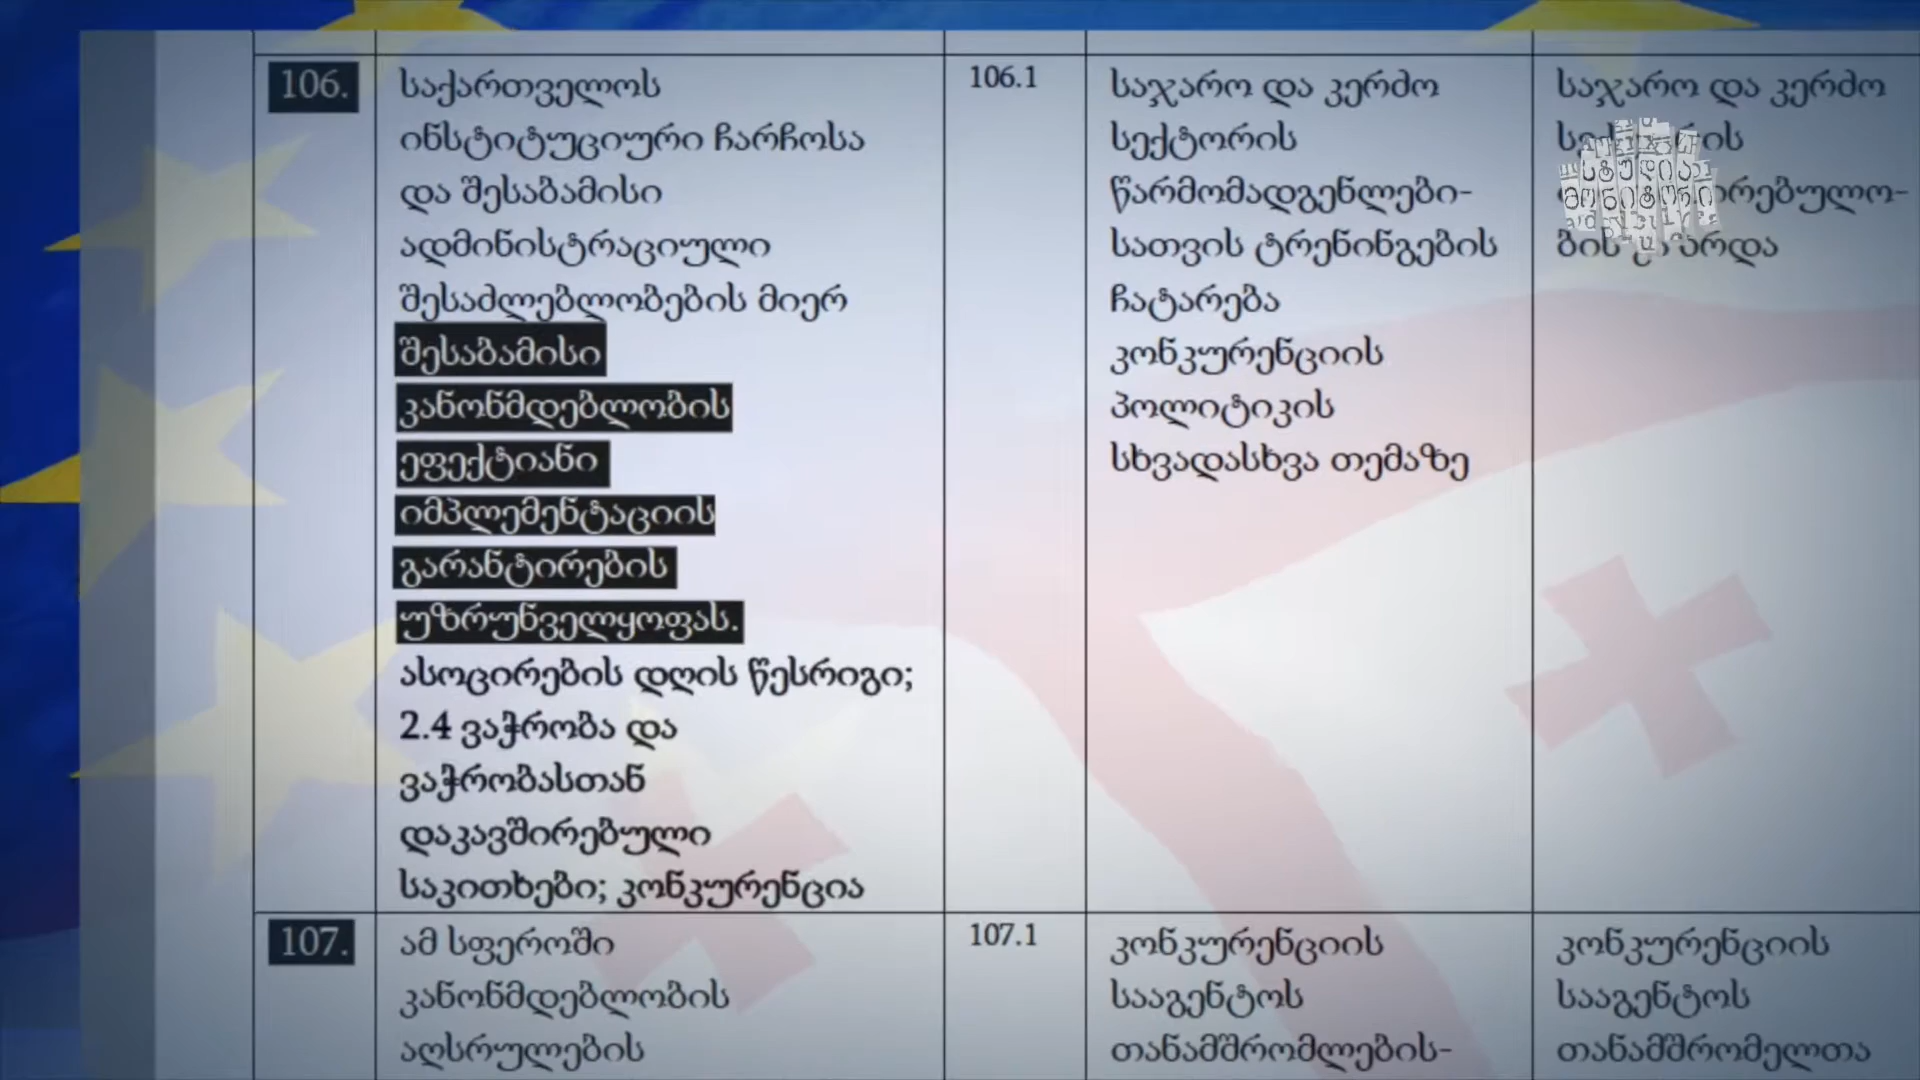 106.
საქართველოს
ინსტიტუციური ჩარჩოსა
და შესაბამისი
ადმინისტრაციული
შესაძლებლობების მიერ
შესაბამისი
კანონმდებლობის
ეფექტიანი
იმპლემენტაციის
გარანტირების
უზრუნველყოფას.
ასოცირების დღის წესრიგი;
2.4 ვაჭრობა და
ვაჭრობასთან
დაკავშირებული
საკითხები; კონკურენცია
106.1
საჯარო და კერძო
სექტორის
წარმომადგენლები-
სათვის ტრენინგების
ჩატარება
კონკურენციის
პოლიტიკის
სხვადასხვა თემაზე
საჯარო და კერძო
სტუდია
მონიტორი
107.
ამ სფეროში
კანონმდებლობის
აღსრულების
107.1
კონკურენციის
სააგენტოს
თანამშრომლების-
კონკურენციის
სააგენტოს
თანამშრომელთა